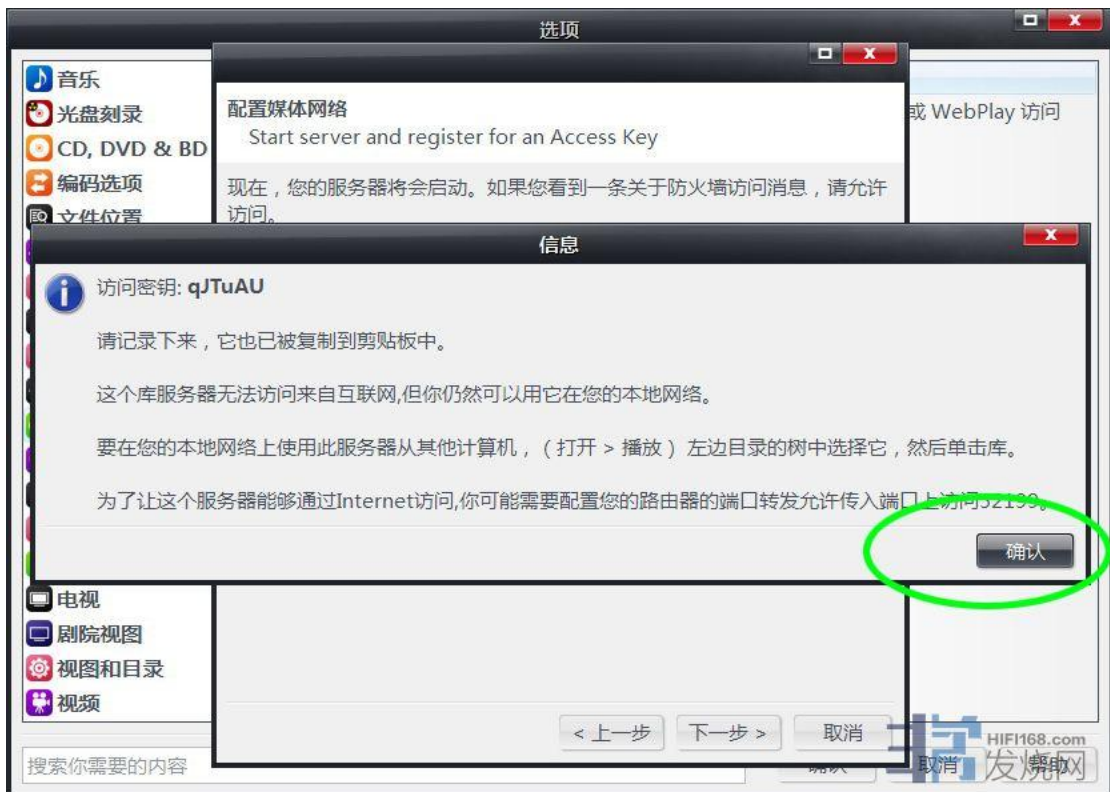 选项
音乐
光盘刻录
CD, DVD & BD
编码选项
文件位置
配置媒体网络
Start server and register for an Access Key
现在，您的服务器将会启动。如果您看到一条关于防火墙访问消息，请允许
访问。
或 WebPlay 访问
信息
访问密钥: qJTuAU
请记录下来，它也已被复制到剪贴板中。
这个库服务器无法访问来自互联网,但你仍然可以用它在您的本地网络。
要在您的本地网络上使用此服务器从其他计算机，（打开 > 播放）左边目录的树中选择它，然后单击库。
为了让这个服务器能够通过Internet访问,你可能需要配置您的路由器的端口转发允许传入端口上访问52199。
确认
电视
剧院视图
视图和目录
视频
< 上一步
下一步 >
取消
搜索你需要的内容
确认
取消
帮助
HIFI168.com
发烧网